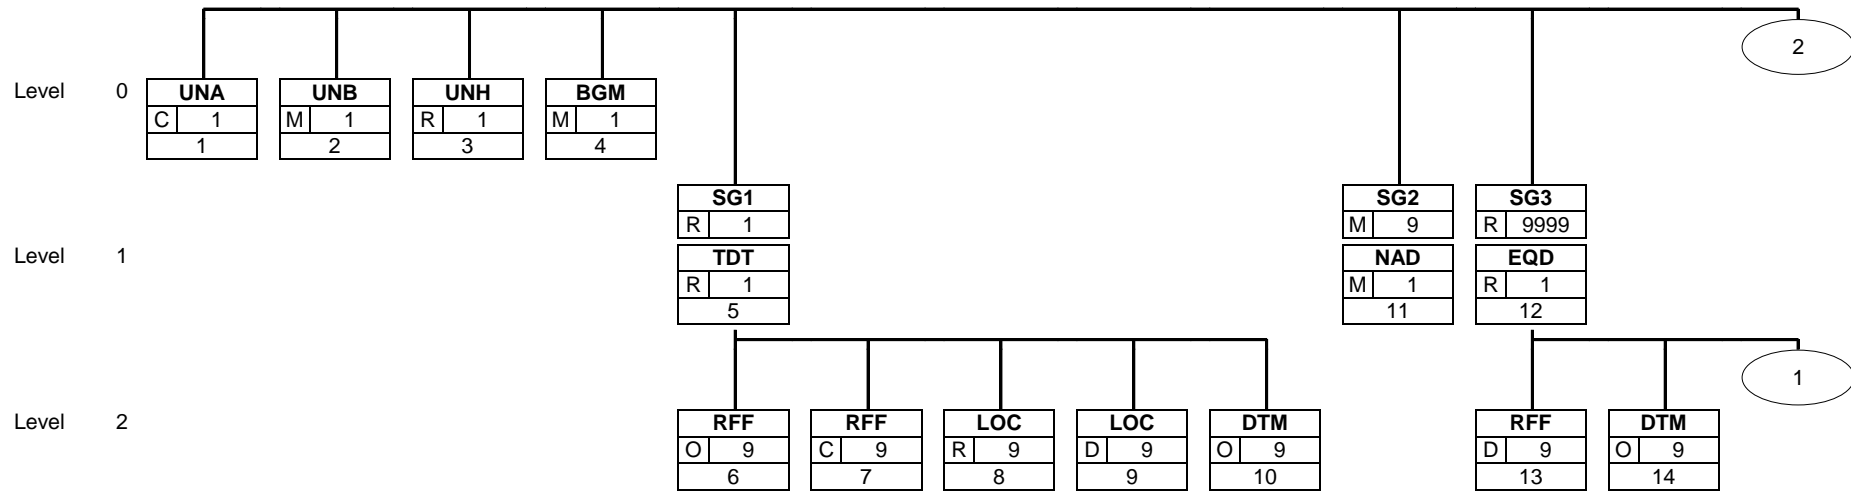 2
Level 0 UNA UNB UNH BGM
C 1 M 1 R 1 M 1
1 2 3 4
SG1 SG2 SG3
R 1 M 9 R 9999
Level 1 TDT NAD EQD
R 1 M 1 R 1
5 11 12
1
Level 2 RFF RFF LOC LOC DTM RFF DTM
O 9 C 9 R 9 D 9 O 9 D 9 O 9
6 7 8 9 10 13 14